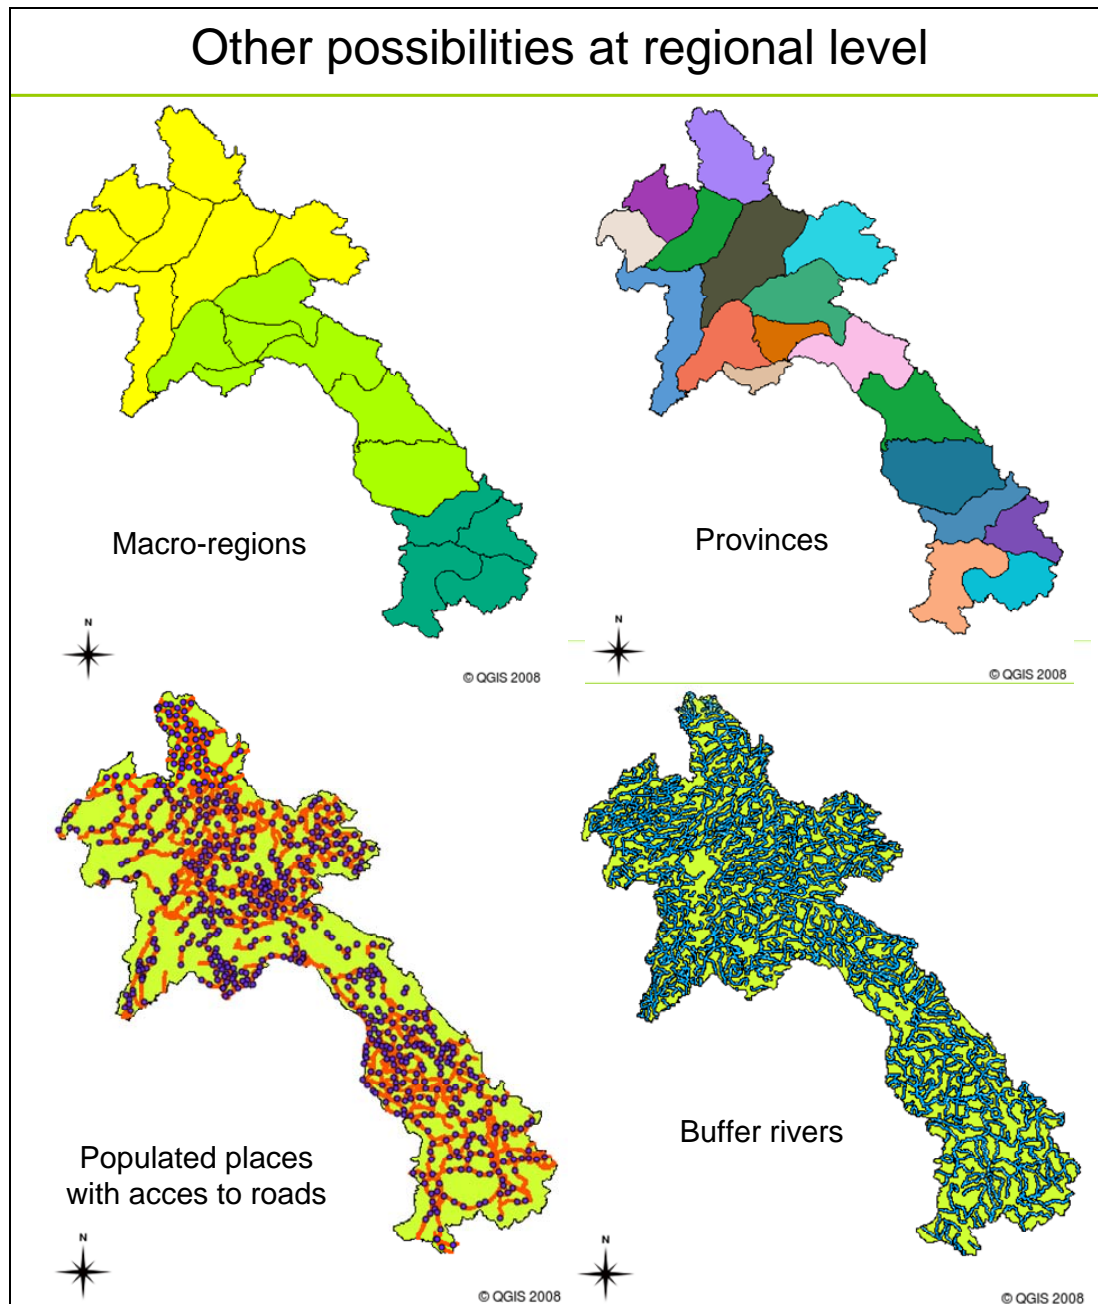 Other possibilities at regional level
Macro-regions
N
© QGIS 2008
Provinces
N
© QGIS 2008
Populated places
with acces to roads
N
© QGIS 2008
Buffer rivers
N
© QGIS 2008